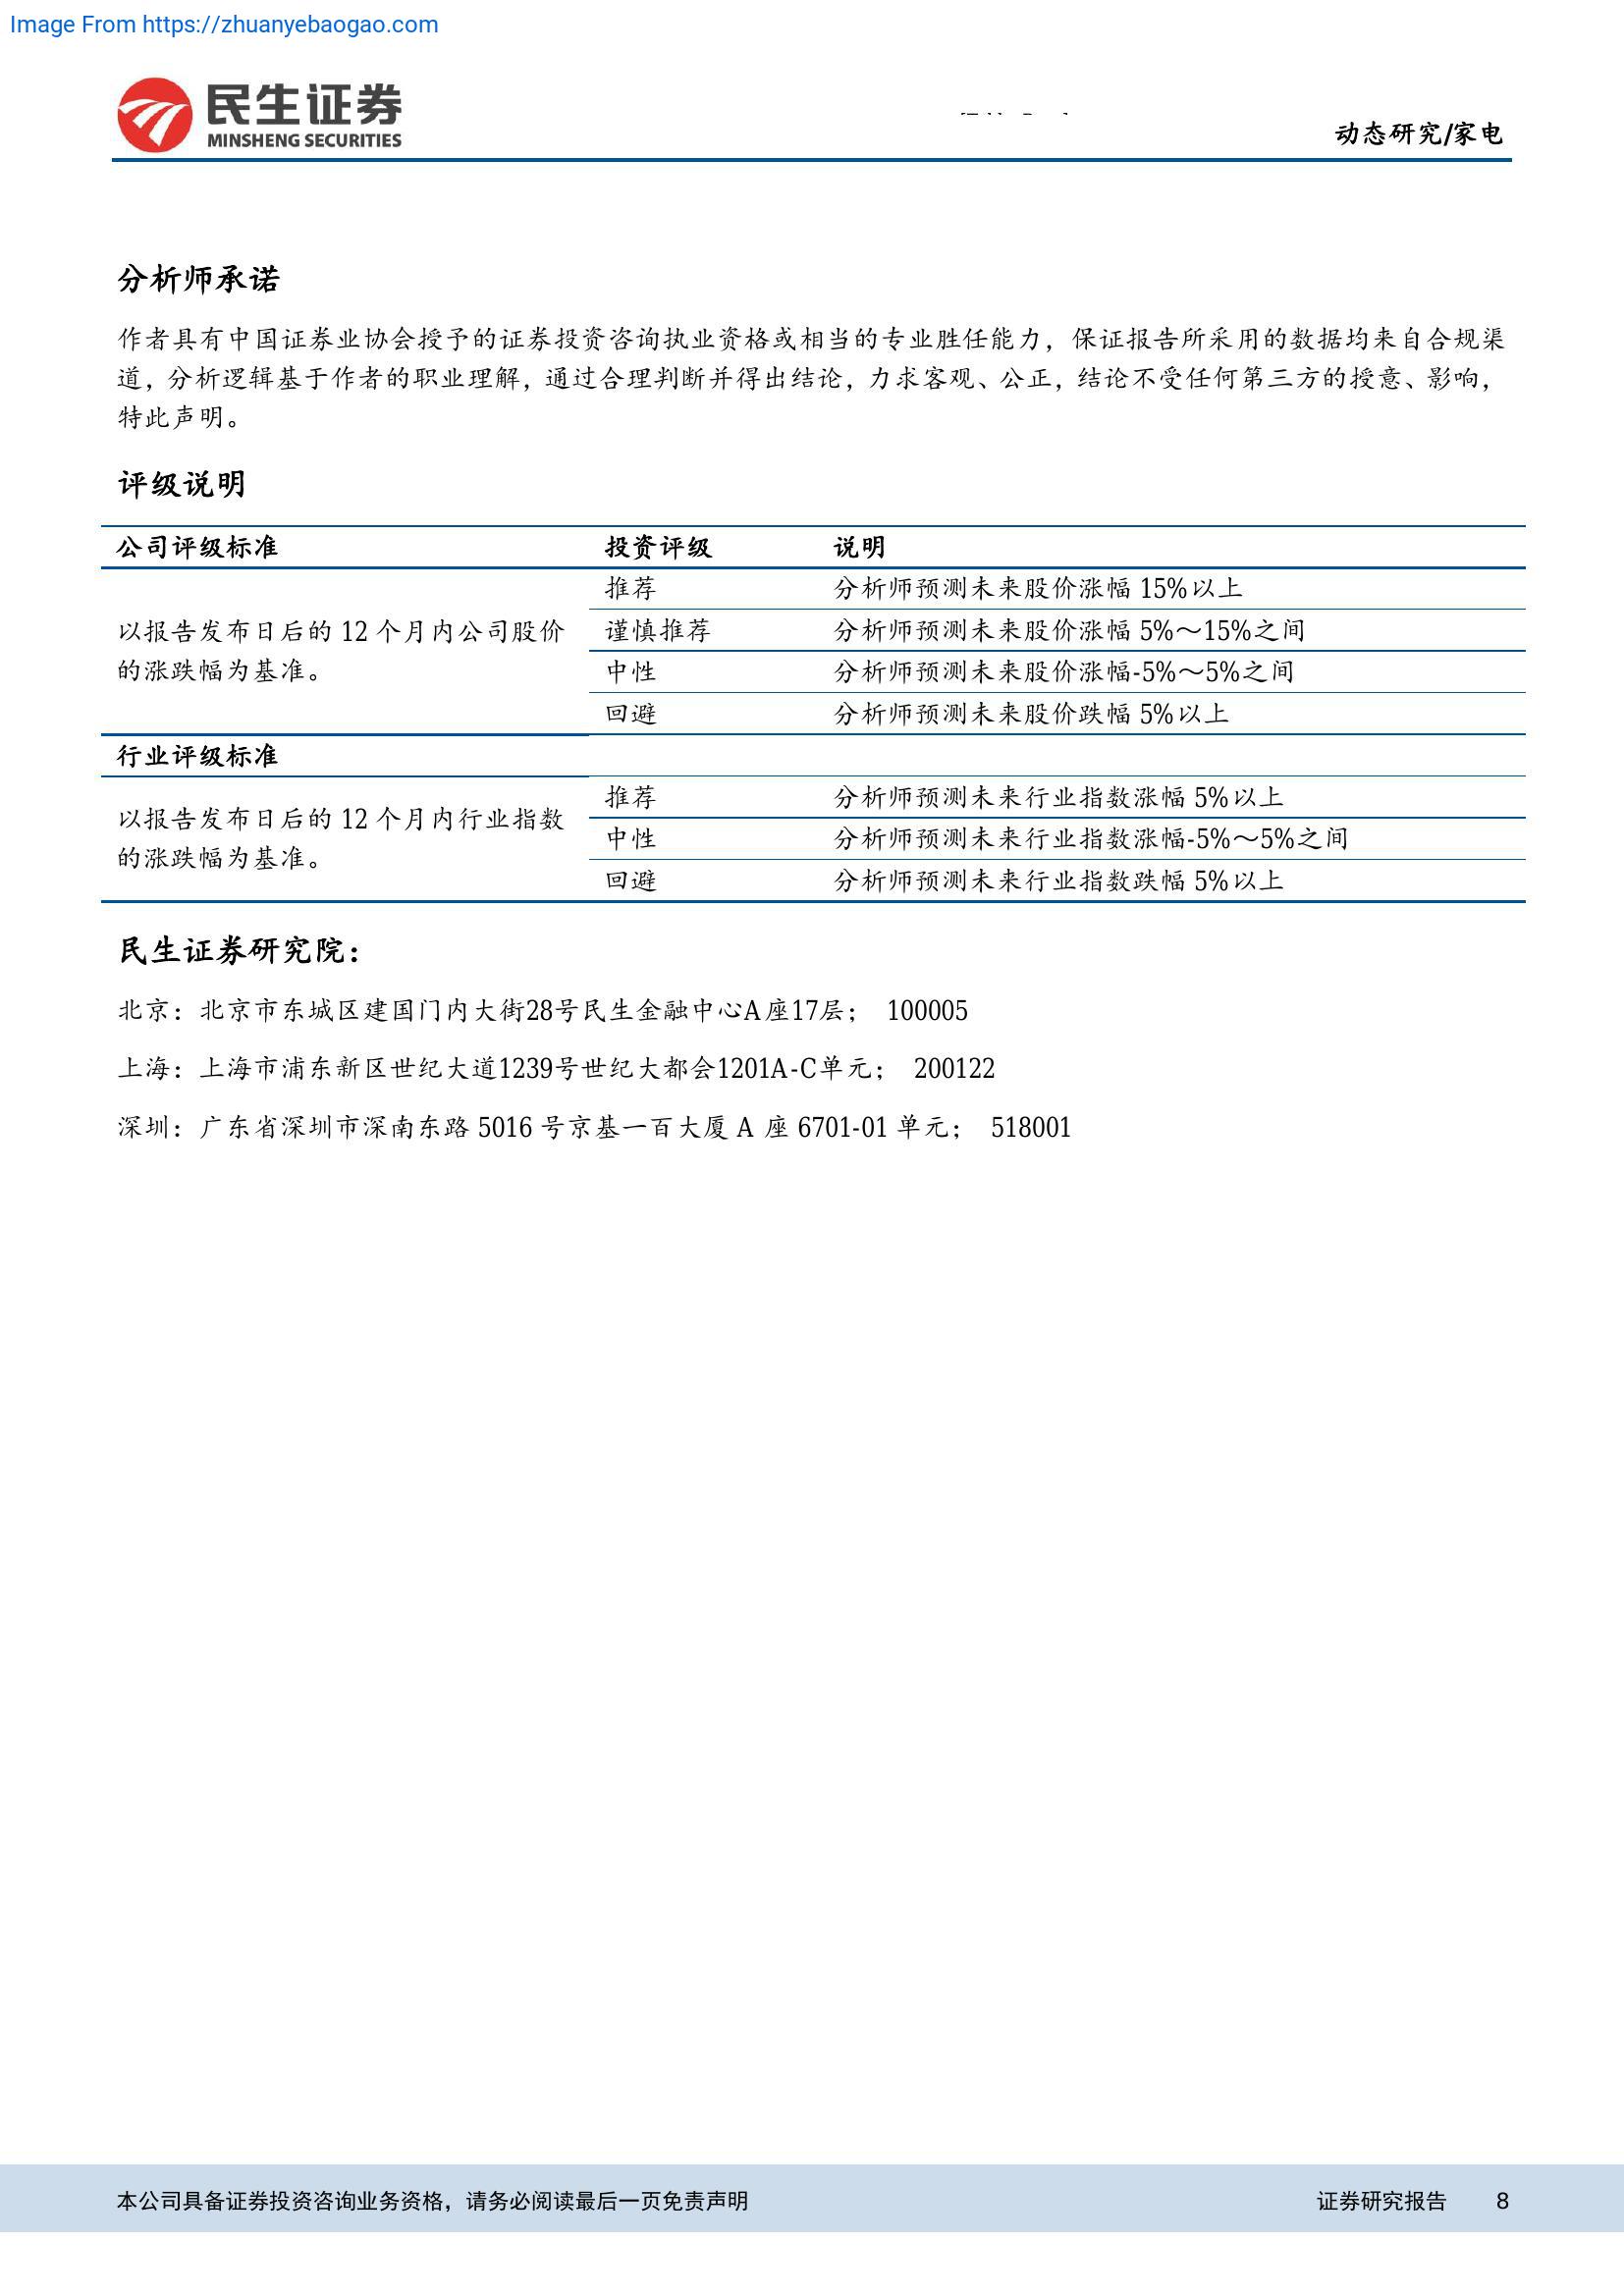 Image From https://zhuanyebaogao.com
民生证券
MINSHENG SECURITIES
动态研究/家电
分析师承诺
作者具有中国证券业协会授予的证券投资咨询执业资格或相当的专业胜任能力，保证报告所采用的数据均来自合规渠
道，分析逻辑基于作者的职业理解，通过合理判断并得出结论，力求客观、公正，结论不受任何第三方的授意、影响，
特此声明。
评级说明
公司评级标准 投资评级 说明
以报告发布日后的 12 个月内公司股价
的涨跌幅为基准。
推荐 分析师预测未来股价涨幅 15%以上
谨慎推荐 分析师预测未来股价涨幅 5%～15%之间
中性 分析师预测未来股价涨幅-5%～5%之间
回避 分析师预测未来股价跌幅 5%以上
行业评级标准
以报告发布日后的 12 个月内行业指数
的涨跌幅为基准。
推荐 分析师预测未来行业指数涨幅 5%以上
中性 分析师预测未来行业指数涨幅-5%～5%之间
回避 分析师预测未来行业指数跌幅 5%以上
民生证券研究院：
北京：北京市东城区建国门内大街28号民生金融中心A座17层； 100005
上海：上海市浦东新区世纪大道1239号世纪大都会1201A-C单元； 200122
深圳：广东省深圳市深南东路 5016 号京基一百大厦 A 座 6701-01 单元； 518001
本公司具备证券投资咨询业务资格，请务必阅读最后一页免责声明 证券研究报告 8